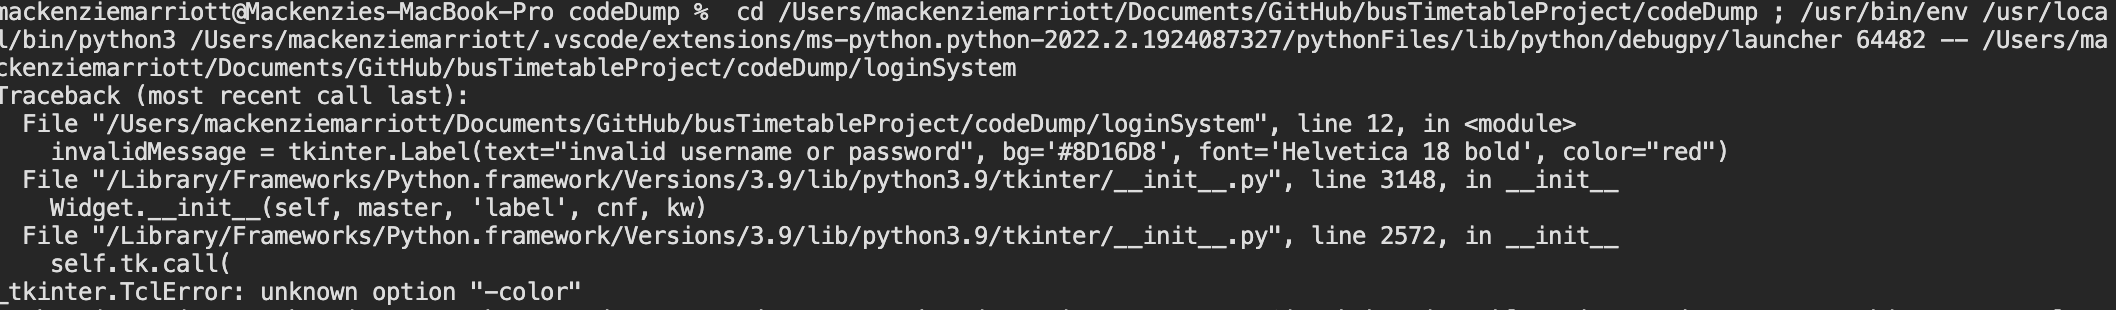 mackenziemarriott@Mackenzies-MacBook-Pro codeDump %  cd /Users/mackenziemarriott/Documents/GitHub/busTimetableProject/codeDump ; /usr/bin/env /usr/loca
l/bin/python3 /Users/mackenziemarriott/.vscode/extensions/ms-python.python-2022.2.1924087327/pythonFiles/lib/python/debugpy/launcher 64482 -- /Users/ma
ckenziemarriott/Documents/GitHub/busTimetableProject/codeDump/loginSystem
Traceback (most recent call last):
  File "/Users/mackenziemarriott/Documents/GitHub/busTimetableProject/codeDump/loginSystem", line 12, in <module>
    invalidMessage = tkinter.Label(text="invalid username or password", bg='#8D16D8', font='Helvetica 18 bold', color="red")
  File "/Library/Frameworks/Python.framework/Versions/3.9/lib/python3.9/tkinter/__init__.py", line 3148, in __init__
    Widget.__init__(self, master, 'label', cnf, kw)
  File "/Library/Frameworks/Python.framework/Versions/3.9/lib/python3.9/tkinter/__init__.py", line 2572, in __init__
    self.tk.call(
_tkinter.TclError: unknown option "-color"